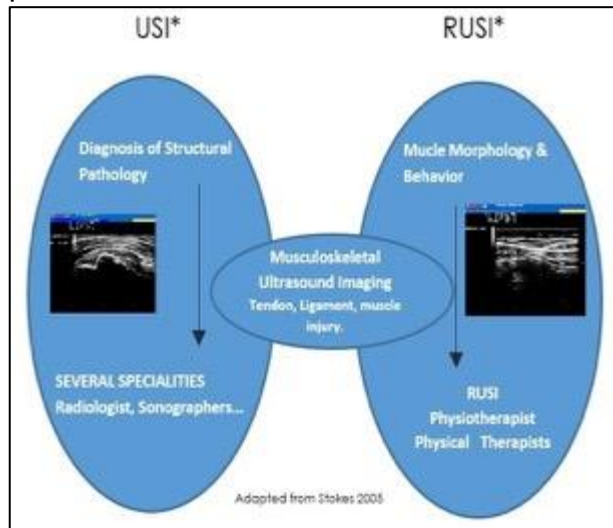 USI*
RUSI*
Diagnosis of Structural
Pathology
Mucle Morphology &
Behavior
Musculoskeletal
Ultrasound Imaging
Tendon, Ligament, muscle
injury.
SEVERAL SPECIALITIES
Radiologist, Sonographers...
RUSI
Physiotherapist
Physical Therapists
Adapted from Stokes 2005